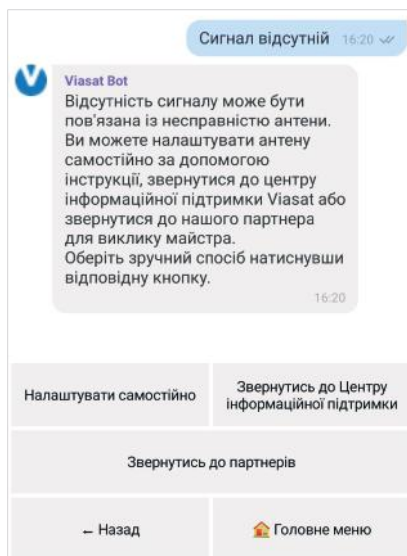 Сигнал відсутній 16:20
Viasat Bot
Відсутність сигналу може бути
пов'язана із несправністю антени.
Ви можете налаштувати антену
самостійно за допомогою
інструкції, звернутися до центру
інформаційної підтримки Viasat або
звернутися до нашого партнера
для виклику майстра.
Оберіть зручний спосіб натиснувши
відповідну кнопку.
16:20
Налаштувати самостійно
Звернутись до Центру
інформаційної підтримки
Звернутись до партнерів
← Назад
Головне меню